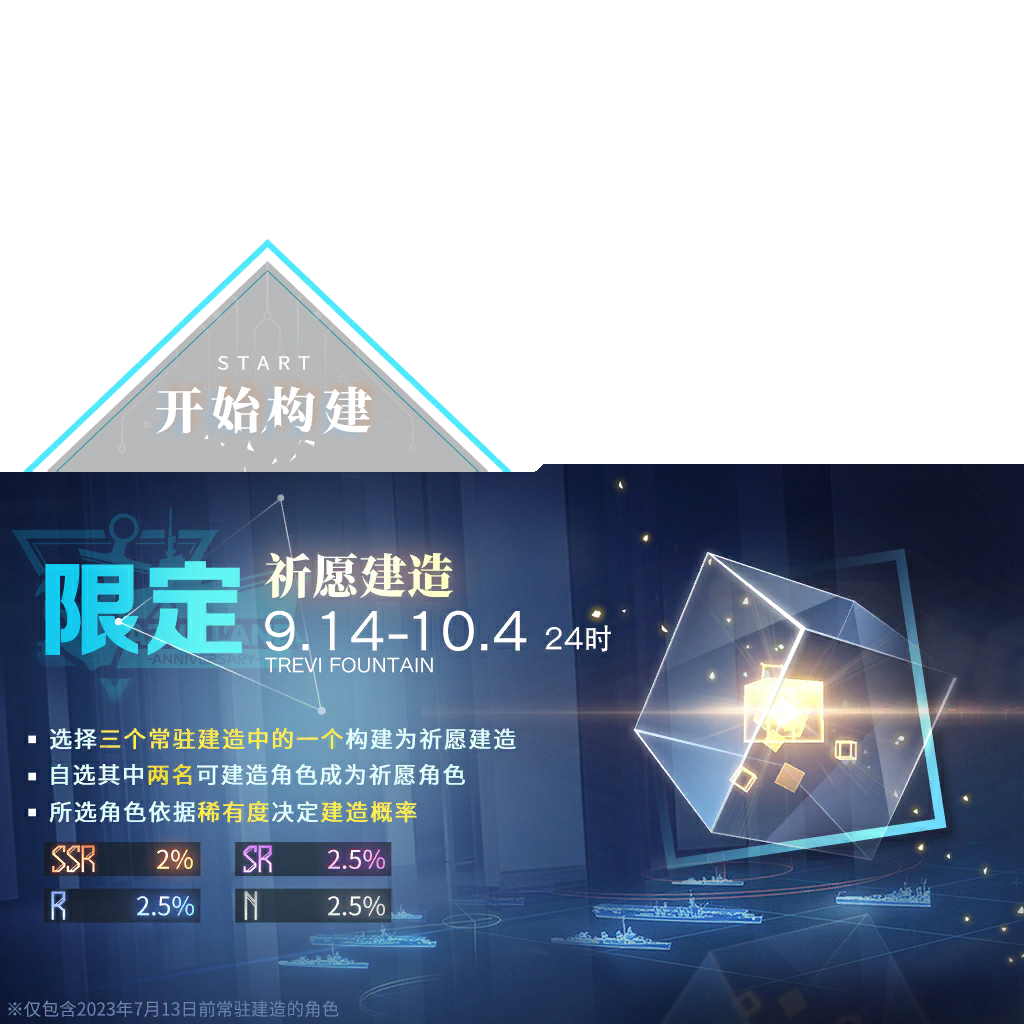 START
开始构建
限定
祈愿建造
9.14-10.4 24时
TREVI FOUNTAIN
-ANNIVERSARY-
■ 选择三个常驻建造中的一个构建为祈愿建造
■ 自选其中两名可建造角色成为祈愿角色
■ 所选角色依据稀有度决定建造概率
SSR 2%
SR 2.5%
R 2.5%
N 2.5%
※仅包含2023年7月13日前常驻建造的角色